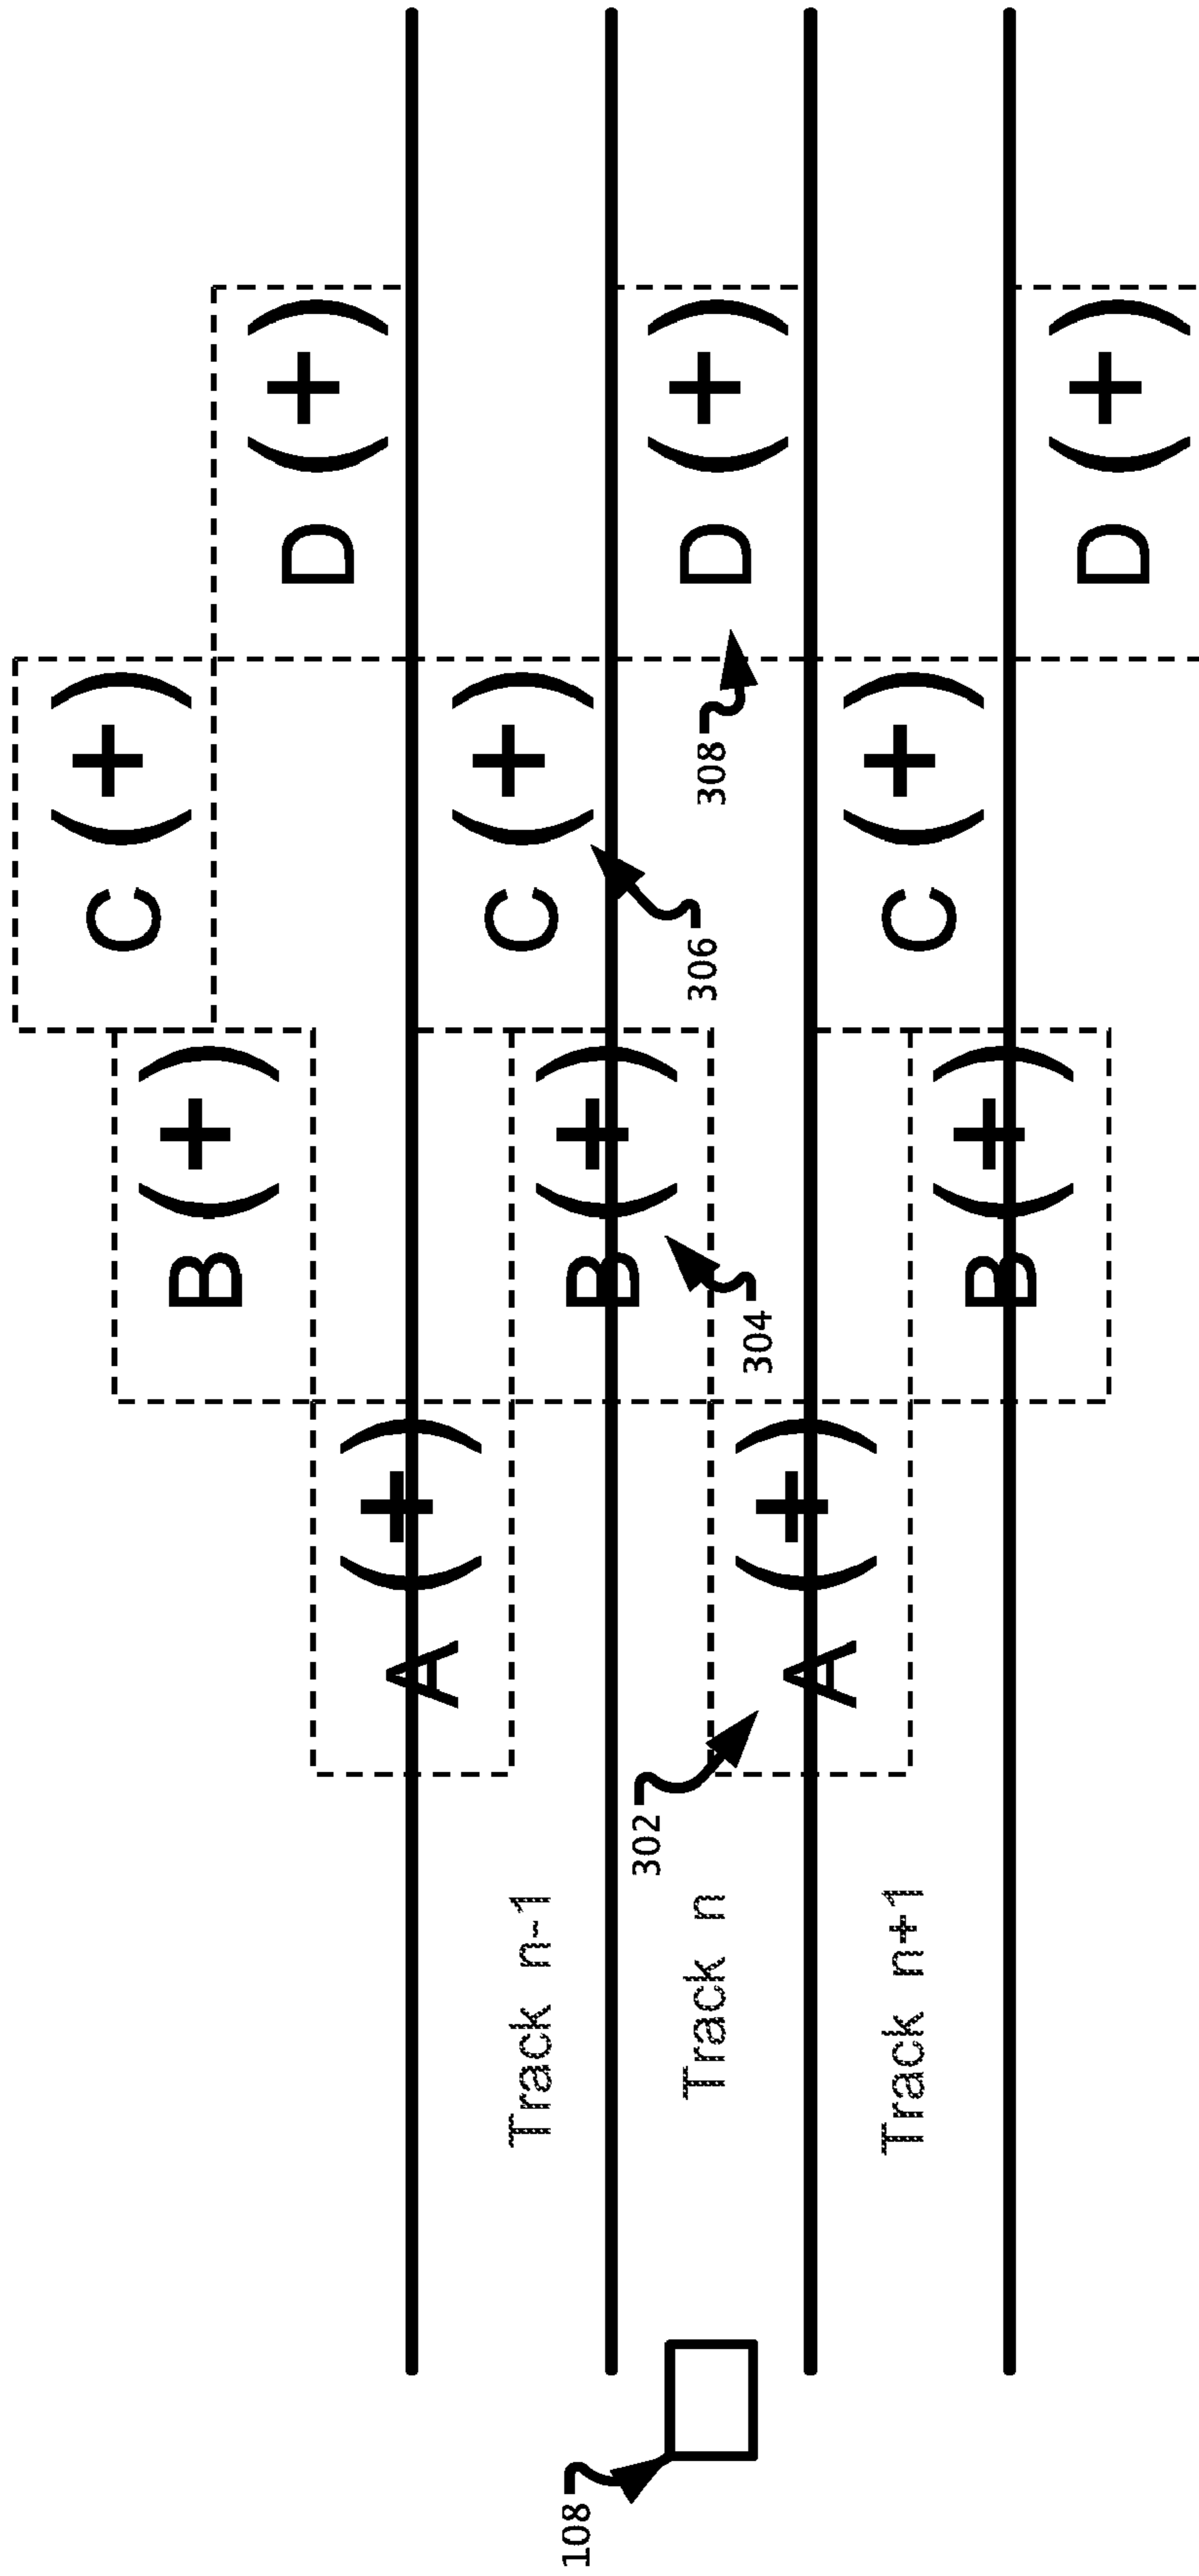 C (+)
B (+)
D (+)
A (+)
Track n-1
C (+)
108
B (+)
302
Track n
306
308
D (+)
304
A (+)
Track n+1
C (+)
B (+)
D (+)